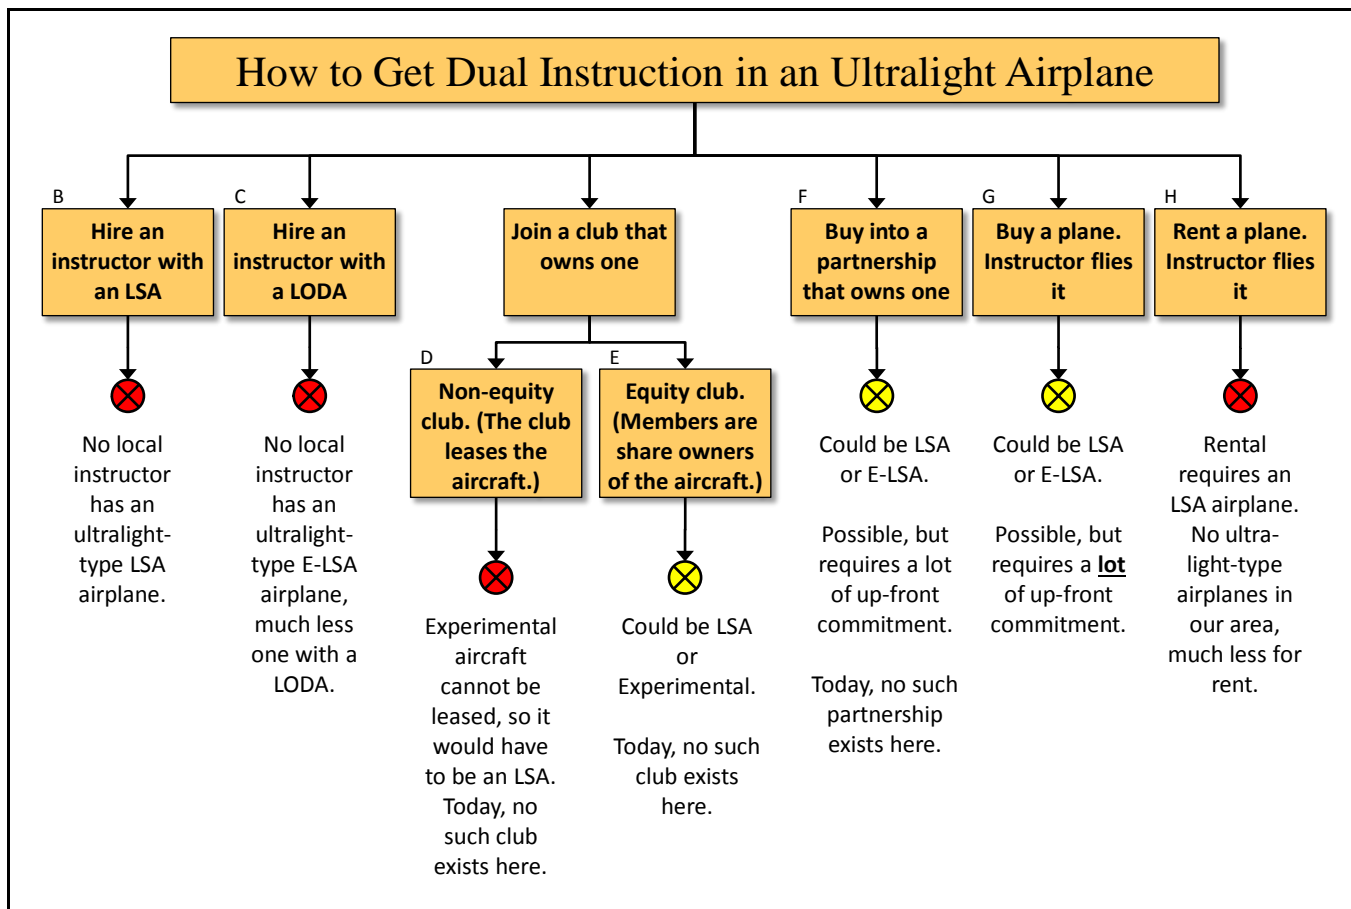 How to Get Dual Instruction in an Ultralight Airplane
B
Hire an
instructor with
an LSA
No local
instructor
has an
ultralight-
type LSA
airplane.
C
Hire an
instructor with
a LODA
No local
instructor
has an
ultralight-
type E-LSA
airplane,
much less
one with a
LODA.
Join a club that
owns one
D
Non-equity
club. (The club
leases the
aircraft.)
Experimental
aircraft
cannot be
leased, so it
would have
to be an LSA.
Today, no
such club
exists here.
E
Equity club.
(Members are
share owners
of the aircraft.)
Could be LSA
or
Experimental.
Today, no such
club exists
here.
F
Buy into a
partnership
that owns one
Could be LSA
or E-LSA.
Possible, but
requires a lot
of up-front
commitment.
Today, no such
partnership
exists here.
G
Buy a plane.
Instructor flies
it
Could be LSA
or E-LSA.
Possible, but
requires a lot
of up-front
commitment.
H
Rent a plane.
Instructor flies
it
Rental
requires an
LSA airplane.
No ultra-
light-type
airplanes in
our area,
much less for
rent.